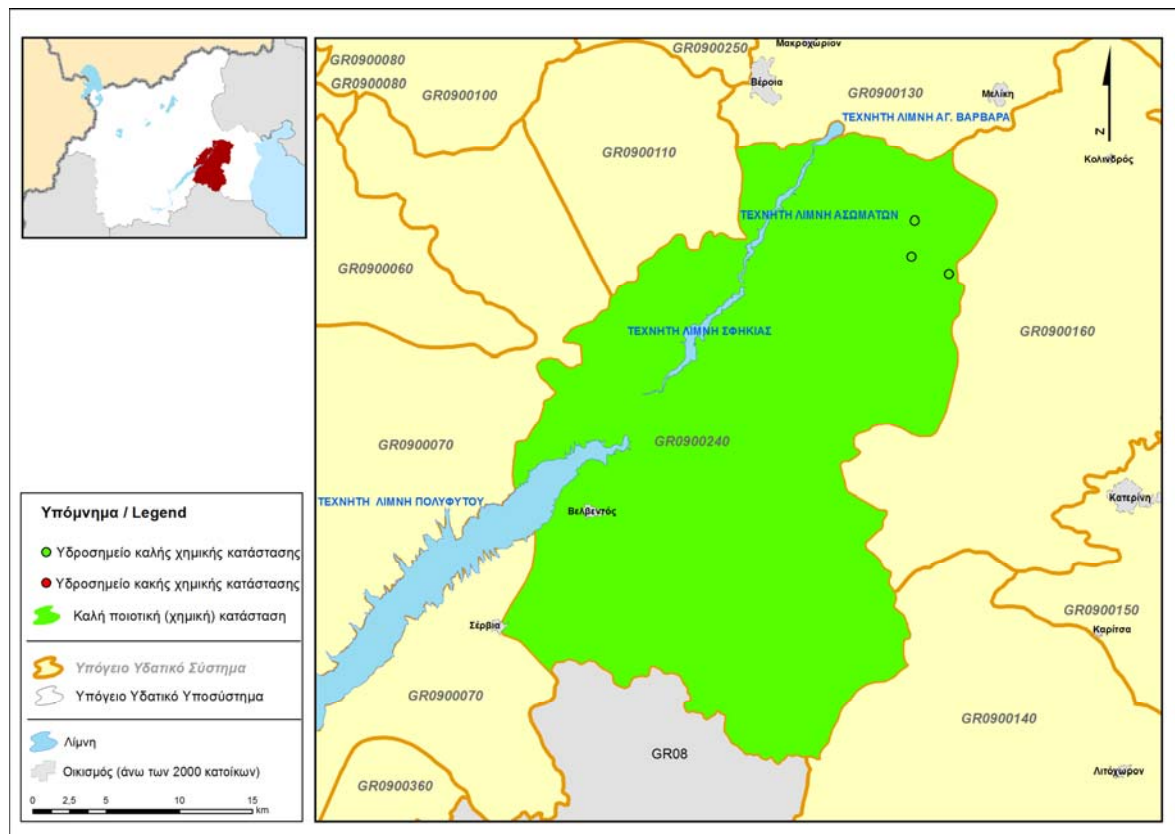 GR0900080
GR0900080
GR0900100
GR0900250
Μακροχώριον
Βέροια
GR0900130
Μελίκη
ΤΕΧΝΗΤΗ ΛΙΜΝΗ ΑΓ. ΒΑΡΒΑΡΑ
Κολινδρός
N
GR0900110
ΤΕΧΝΗΤΗ ΛΙΜΝΗ ΑΣΩΜΑΤΩΝ
GR0900060
ΤΕΧΝΗΤΗ ΛΙΜΝΗ ΣΦΗΚΙΑΣ
GR0900160
GR0900070
GR0900240
ΤΕΧΝΗΤΗ ΛΙΜΝΗ ΠΟΛΥΦΥΤΟΥ
Βελβεντός
Κατερίνη
Σέρβια
GR0900150
Καρίτσα
GR0900070
GR0900140
GR08
Λιτόχωρον
GR0900360
Υπόμνημα / Legend
Υδροσημείο καλής χημικής κατάστασης
Υδροσημείο κακής χημικής κατάστασης
Καλή ποιοτική (χημική) κατάσταση
Υπόγειο Υδατικό Σύστημα
Υπόγειο Υδατικό Υποσύστημα
Λίμνη
Οικισμός (άνω των 2000 κατοίκων)
0 2,5 5 10 15
km